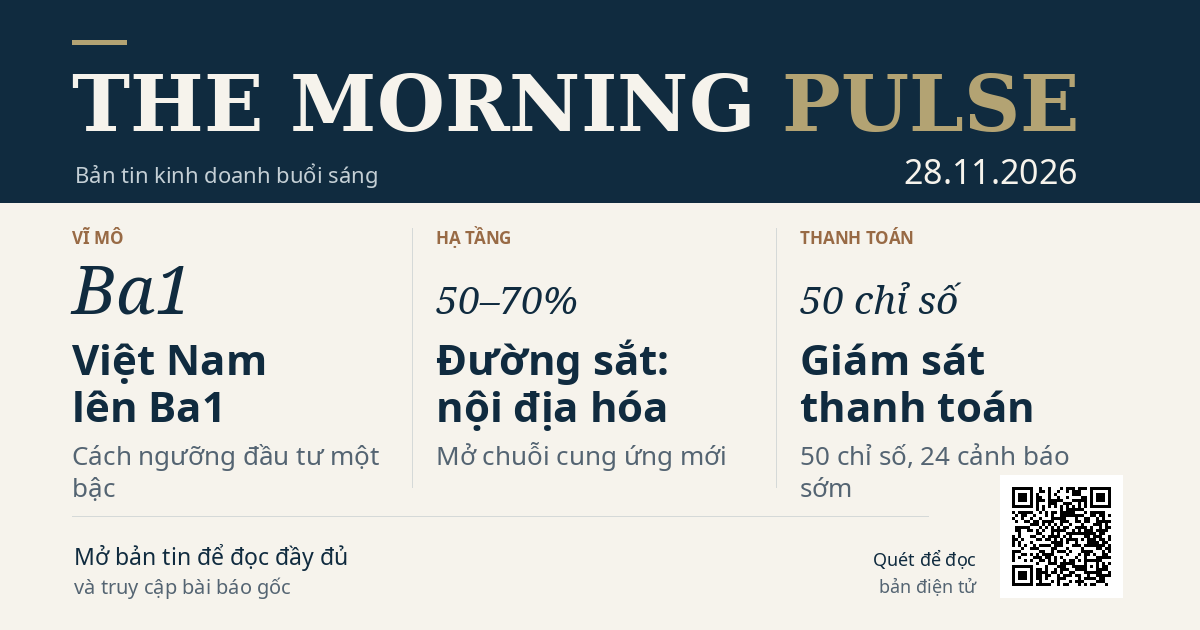 THE MORNING PULSE
Bản tin kinh doanh buổi sáng
28.11.2026
VĨ MÔ
Ba1
Việt Nam
lên Ba1
Cách ngưỡng đầu tư một
bậc
HẠ TẦNG
50–70%
Đường sắt:
nội địa hóa
Mở chuỗi cung ứng mới
THANH TOÁN
50 chỉ số
Giám sát
thanh toán
50 chỉ số, 24 cảnh báo
sớm
Mở bản tin để đọc đầy đủ
và truy cập bài báo gốc
Quét để đọc
bản điện tử